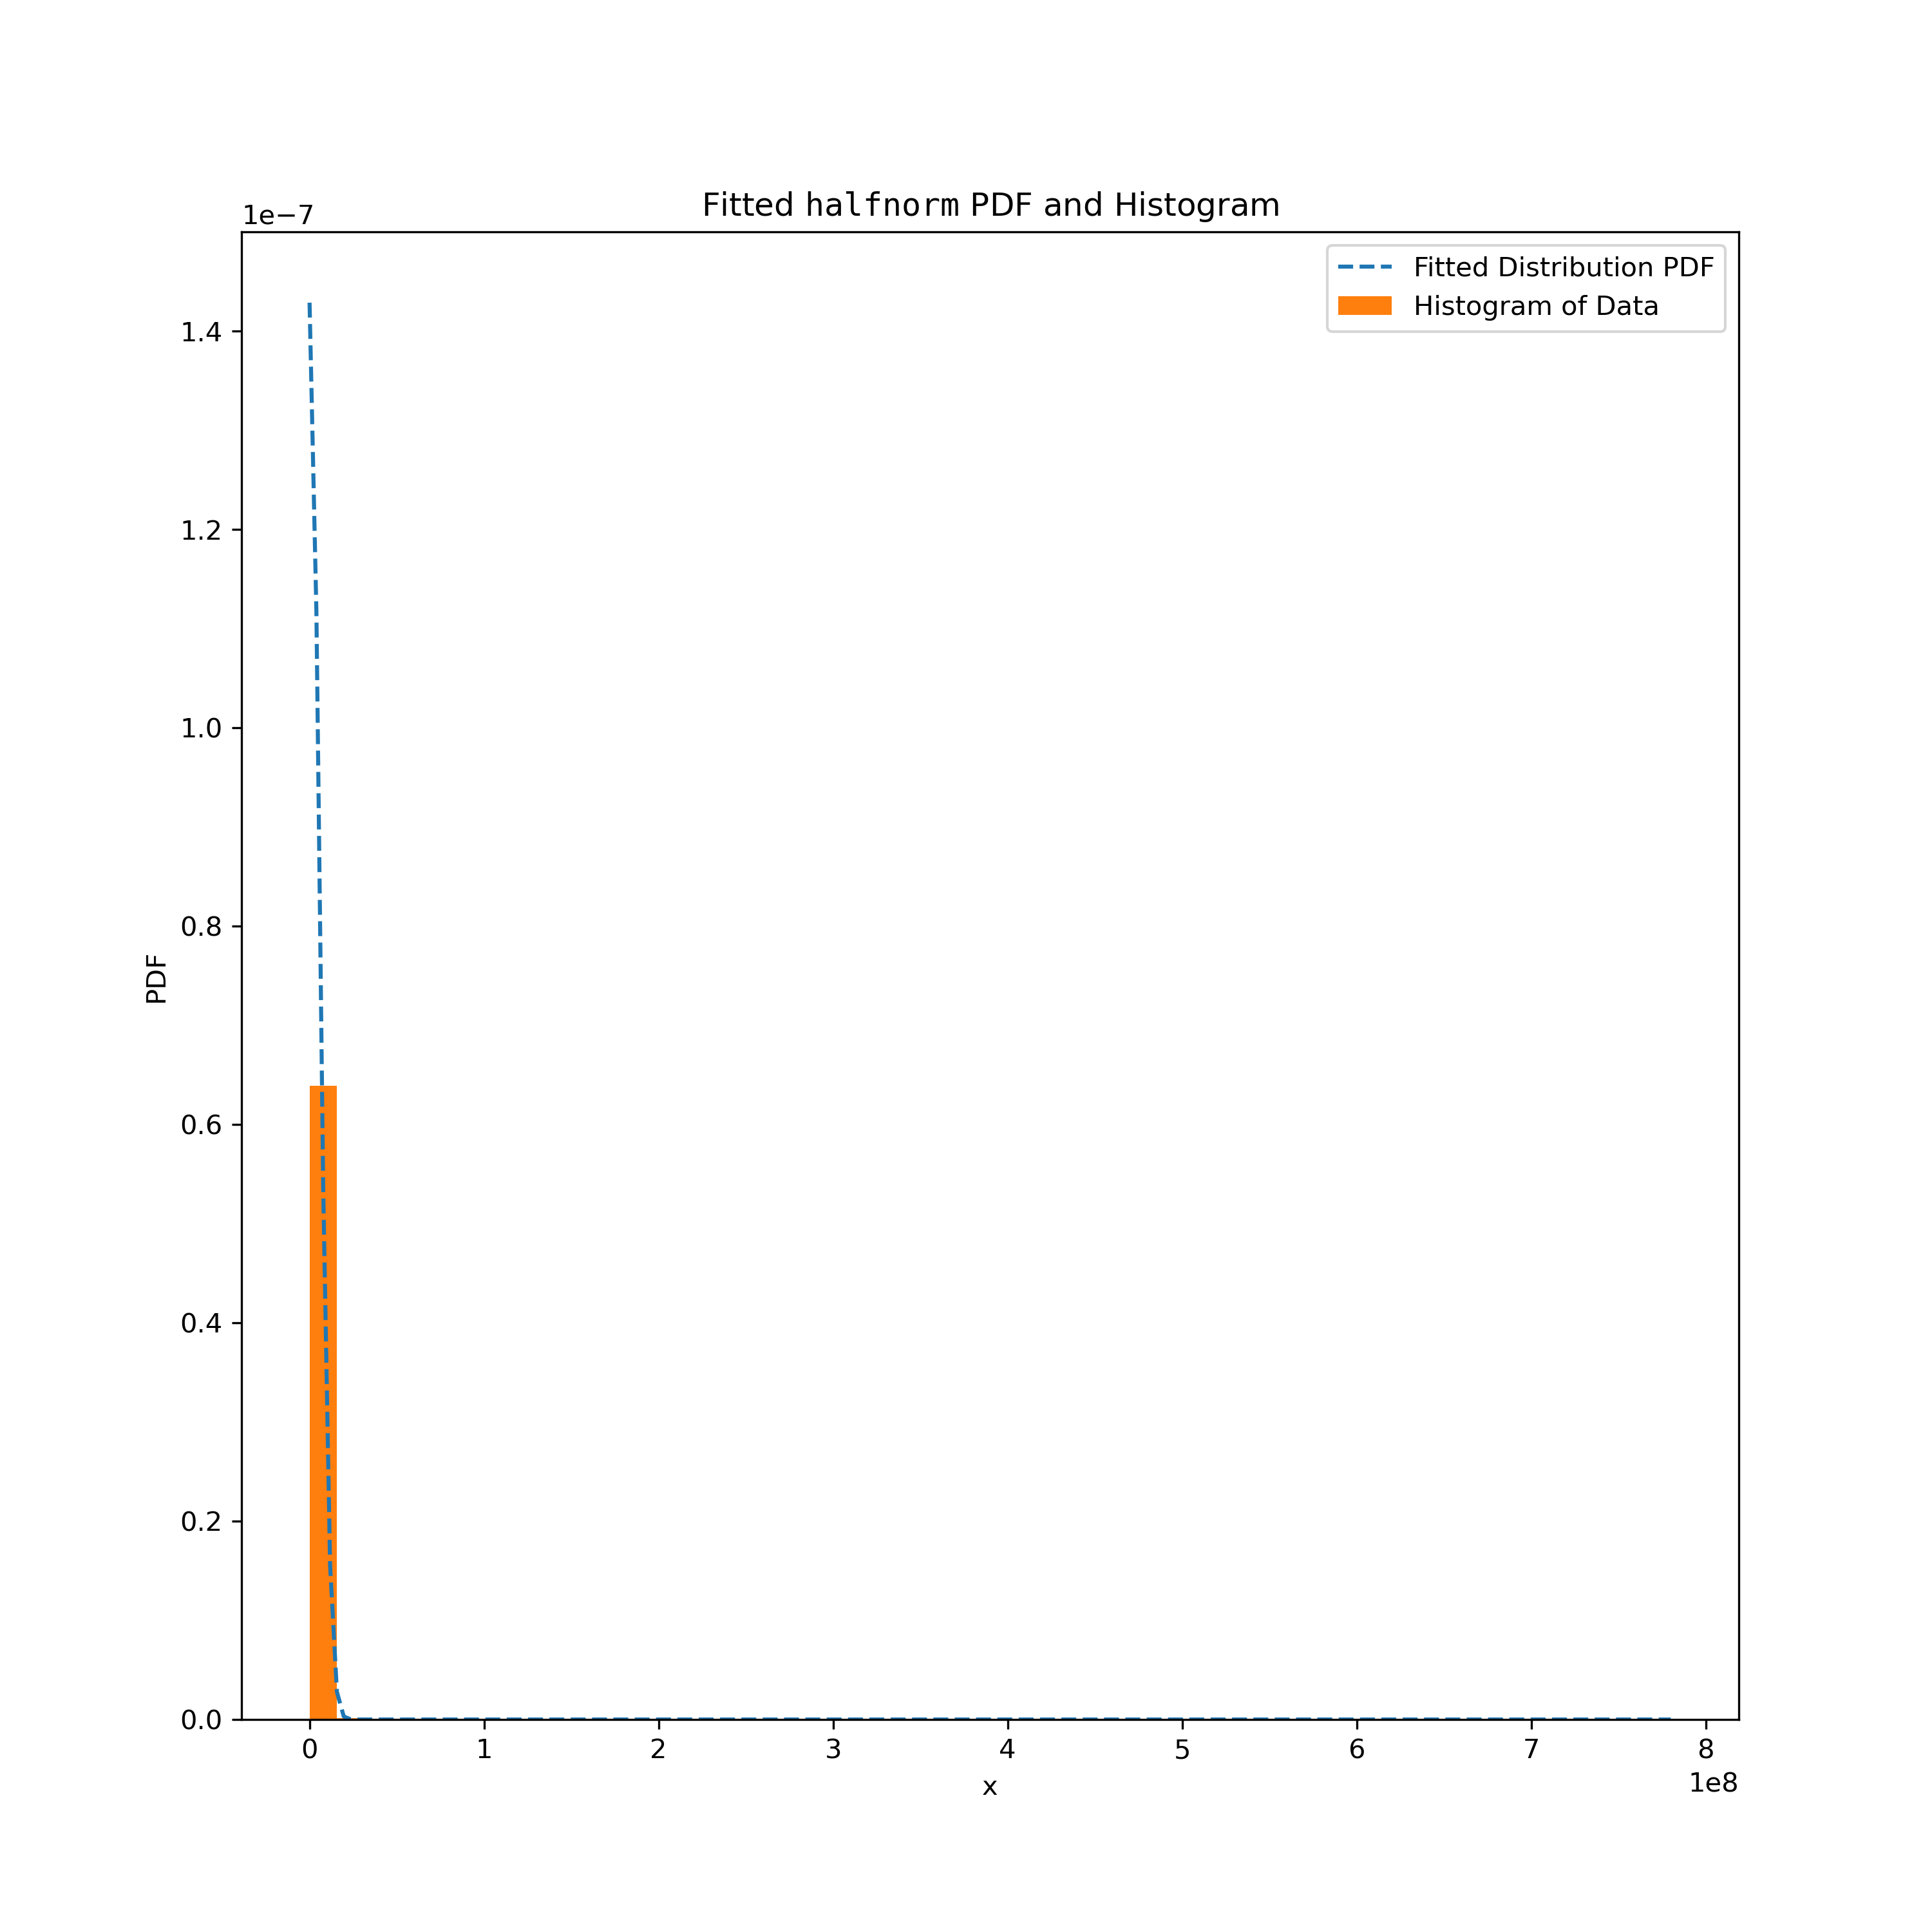 Fitted halfnorm PDF and Histogram
1e−7
Fitted Distribution PDF
Histogram of Data
1.4
1.2
1.0
0.8
0.6
0.4
0.2
0.0
PDF
0 1 2 3 4 5 6 7 8
x
1e8